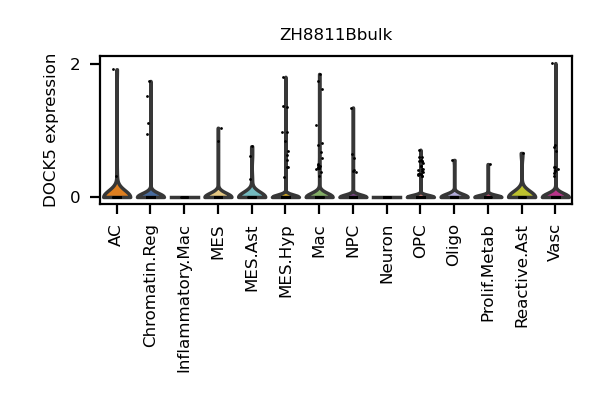 ZH8811Bbulk
DOCK5 expression
2
0
AC
Chromatin.Reg
Inflammatory.Mac
MES
MES.Ast
MES.Hyp
Mac
NPC
Neuron
OPC
Oligo
Prolif.Metab
Reactive.Ast
Vasc